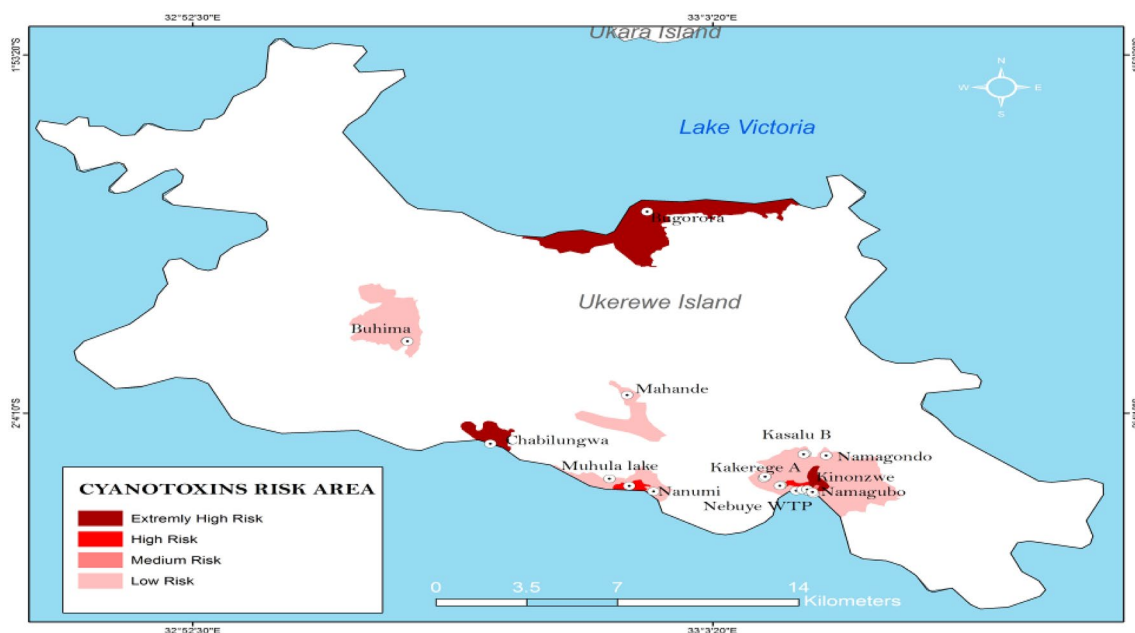 32°52'30"E
33°3'20"E
Ukara Island
1°53'20"S
N
W E
S
Lake Victoria
Bagorora
Ukerewe Island
Buhima
Mahande
2°4'10"S
Chabilungwa
Kasalu B
Namagondo
Muhula lake
Kakerege A
Kinonzwe
Nanumi
Namagubo
Nebuye WTP
CYANOTOXINS RISK AREA
Extremly High Risk
High Risk
Medium Risk
Low Risk
0 3.5 7 14
Kilometers
32°52'30"E
33°3'20"E